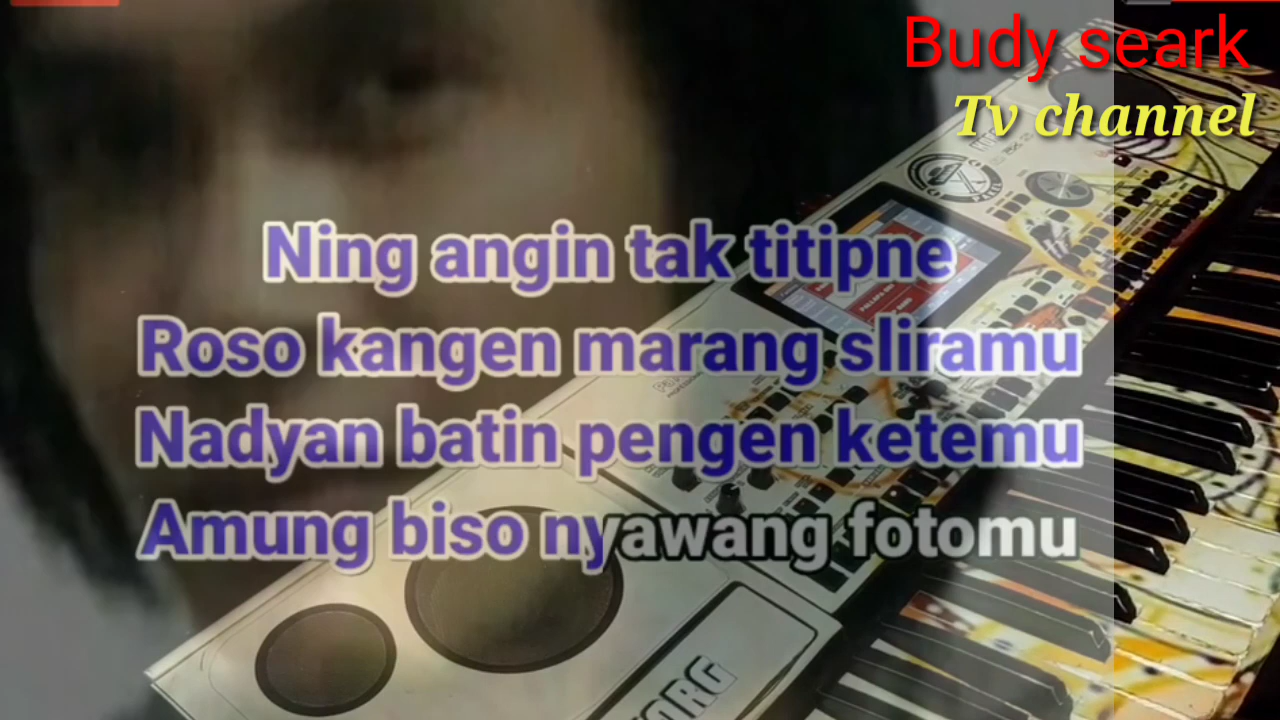 Budy seark
Tv channel
Ning angin tak titipne
Roso kangen marang sliramu
Nadyan batin pengen ketemu
Amung biso nyawang fotomu
KORG